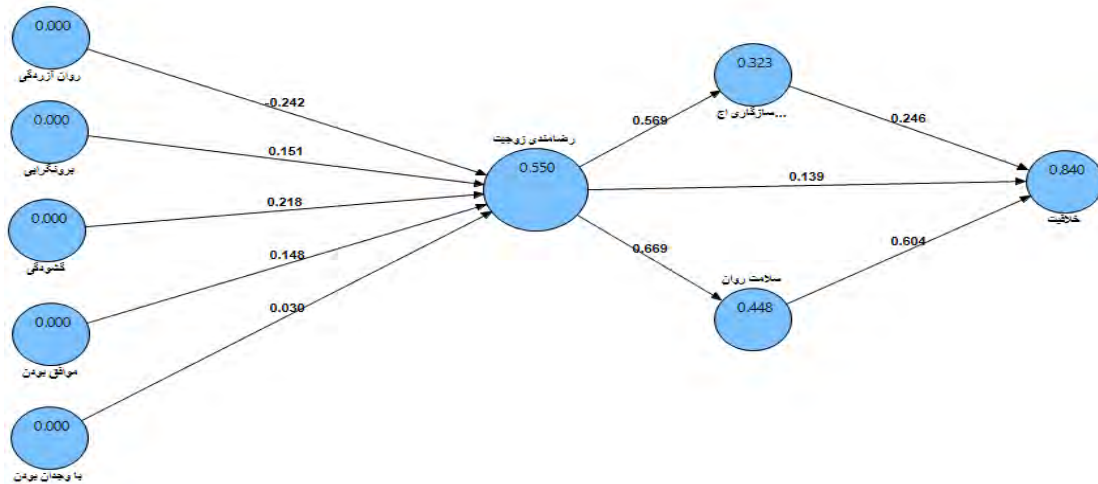 0.000
روان آزردگی
0.000
برونگرایی
0.000
گشودگی
0.000
موافق بودن
0.000
با وجدان بودن
-0.242
0.151
0.218
0.148
0.030
رضامندی زوجیت
0.550
0.569
0.139
0.669
0.323
سازگاری اج...
سلامت روان
0.448
0.246
0.604
0.840
خلاقیت